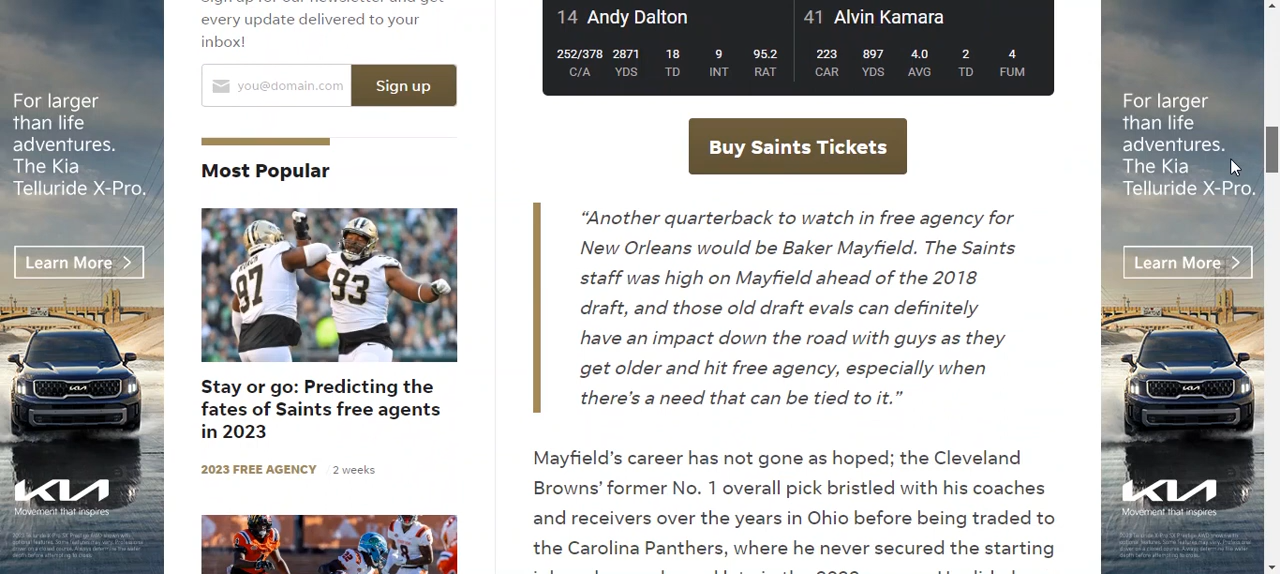 For larger
than life
adventures.
The Kia
Telluride X-Pro.
Learn More >
KIA
Movement that inspires
Sign up for our newsletter and get
every update delivered to your
inbox!
you@domain.com
Sign up
Most Popular
97
93
Stay or go: Predicting the
fates of Saints free agents
in 2023
2023 FREE AGENCY / 2 weeks
14 Andy Dalton
252/378 2871 18 9 95.2
C/A YDS TD INT RAT
41 Alvin Kamara
223 897 4.0 2 4
CAR YDS AVG TD FUM
Buy Saints Tickets
“Another quarterback to watch in free agency for
New Orleans would be Baker Mayfield. The Saints
staff was high on Mayfield ahead of the 2018
draft, and those old draft evals can definitely
have an impact down the road with guys as they
get older and hit free agency, especially when
there’s a need that can be tied to it.”
Mayfield’s career has not gone as hoped; the Cleveland
Browns’ former No. 1 overall pick bristled with his coaches
and receivers over the years in Ohio before being traded to
the Carolina Panthers, where he never secured the starting
For larger
than life
adventures.
The Kia
Telluride X-Pro.
Learn More >
KIA
Movement that inspires